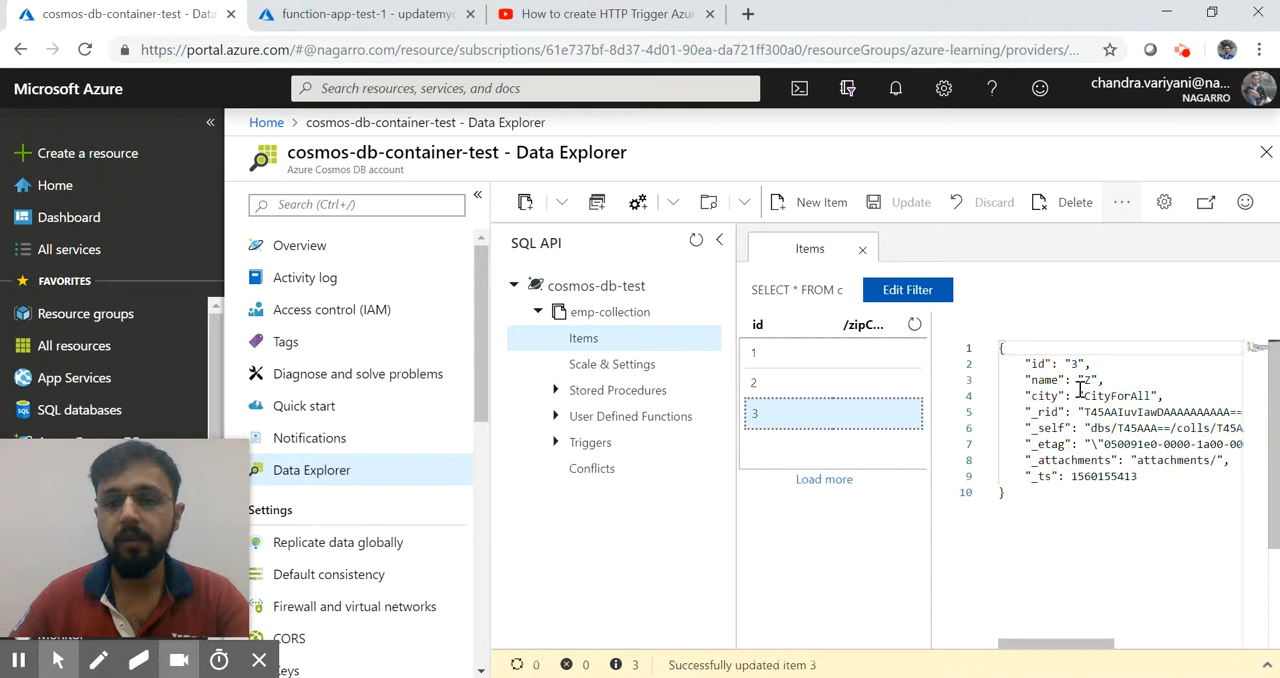 cosmos-db-container-test - Data
function-app-test-1 - updatemyc
How to create HTTP Trigger Azur
https://portal.azure.com/#@nagarro.com/resource/subscriptions/61e737bf-8d37-4d01-90ea-da721ff300a0/resourceGroups/azure-learning/providers/...
Microsoft Azure
Search resources, services, and docs
chandra.variyani@na...
NAGARRO
Create a resource
Home
Dashboard
All services
FAVORITES
Resource groups
All resources
App Services
SQL databases
Home > cosmos-db-container-test - Data Explorer
cosmos-db-container-test - Data Explorer
Azure Cosmos DB account
Search (Ctrl+/)
Overview
Activity log
Access control (IAM)
Tags
Diagnose and solve problems
Quick start
Notifications
Data Explorer
Settings
Replicate data globally
Default consistency
Firewall and virtual networks
CORS
New Item
Update
Discard
Delete
SQL API
cosmos-db-test
emp-collection
Items
Scale & Settings
Stored Procedures
User Defined Functions
Triggers
Conflicts
Items
SELECT * FROM c
Edit Filter
id /zipC...
1
2
3
Load more
1 {
2 "id": "3",
3 "name": "Z",
4 "city": "CityForAll",
5 "_rid": "T45AAIuvIawDAAAAAAAAAA==
6 "_self": "dbs/T45AAA==/colls/T45A
7 "_etag": "\"050091e0-0000-1a00-00
8 "_attachments": "attachments/",
9 "_ts": 1560155413
10 }
0 0 3 Successfully updated item 3